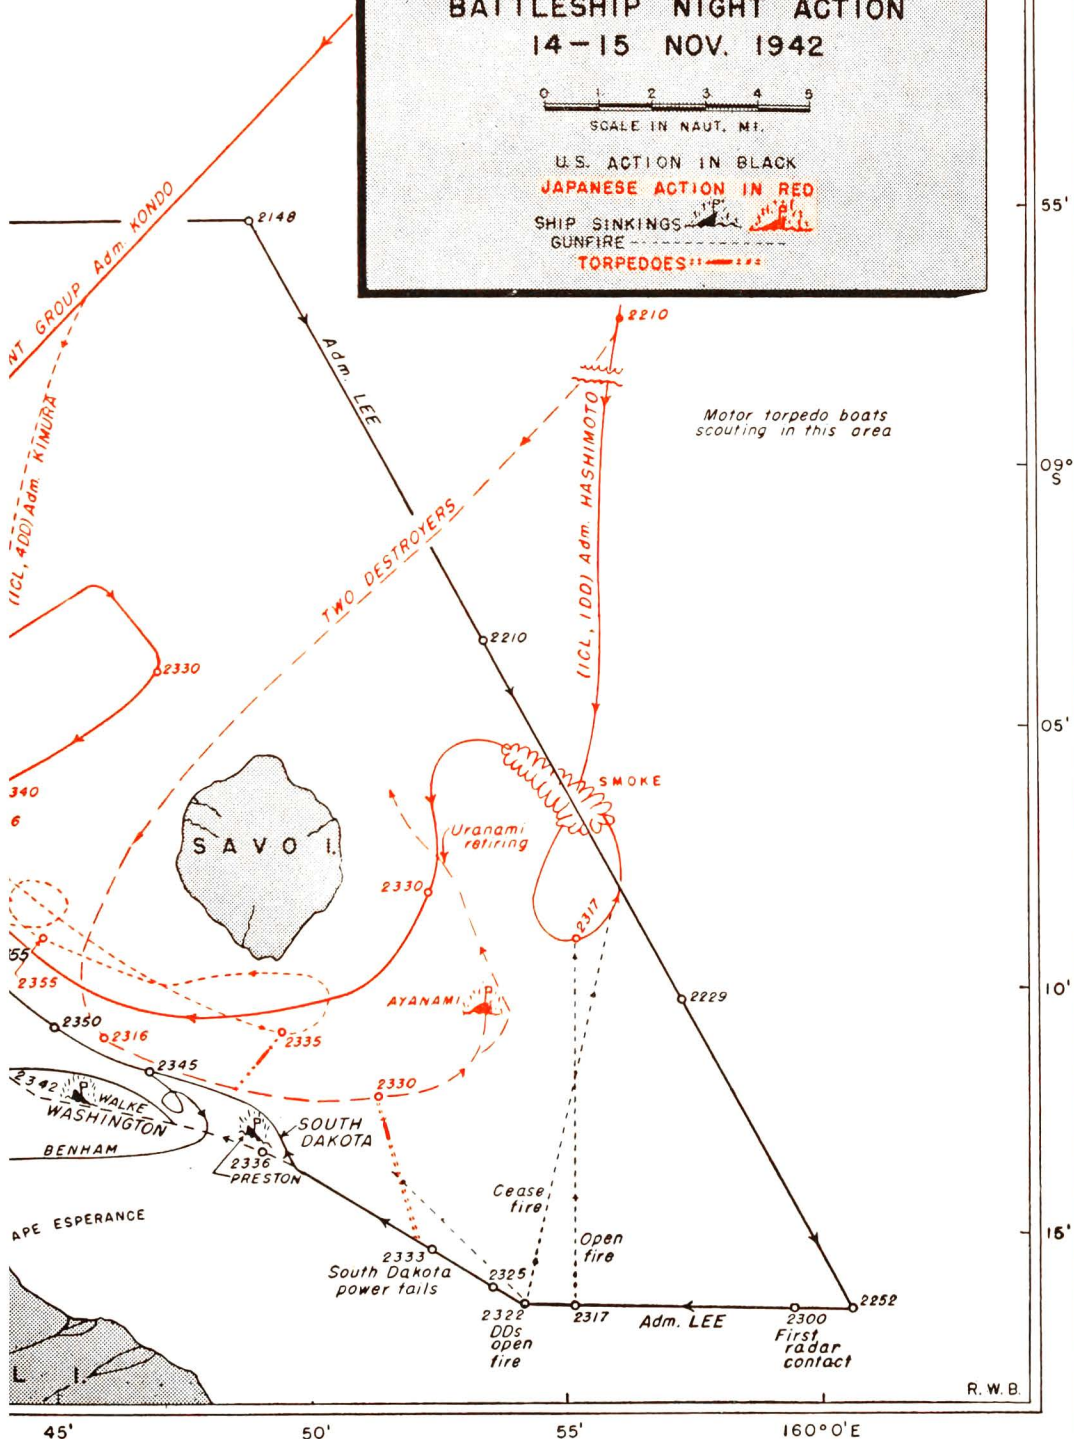 BATTLESHIP NIGHT ACTION
14-15 NOV. 1942
0 1 2 3 4 5
SCALE IN NAUT. MI.
U.S. ACTION IN BLACK
JAPANESE ACTION IN RED
SHIP SINKINGS
GUNFIRE
TORPEDOES
55'
2148
NT GROUP Adm. KONDO
2210
Adm. LEE
(1CL, 4DD) Adm. KIMURA
(1CL, 1DD) Adm. HASHIMOTO
Motor torpedo boats
scouting in this area
09°
S
TWO DESTROYERS
2210
2330
05'
SMOKE
340
6
SAVO I.
Uranami
retiring
2330
2317
55
2355
AYANAMI
2229
10'
2350
2316
2335
2345
2330
2342
WALKE
WASHINGTON
SOUTH
DAKOTA
BENHAM
2336
PRESTON
Cease
fire
APE ESPERANCE
Open
fire
15'
2333
South Dakota
power fails
2325
2322
DDs
open
fire
2317
Adm. LEE
2300
First
radar
contact
2252
L I.
R.W.B.
45'
50'
55'
160°0'E